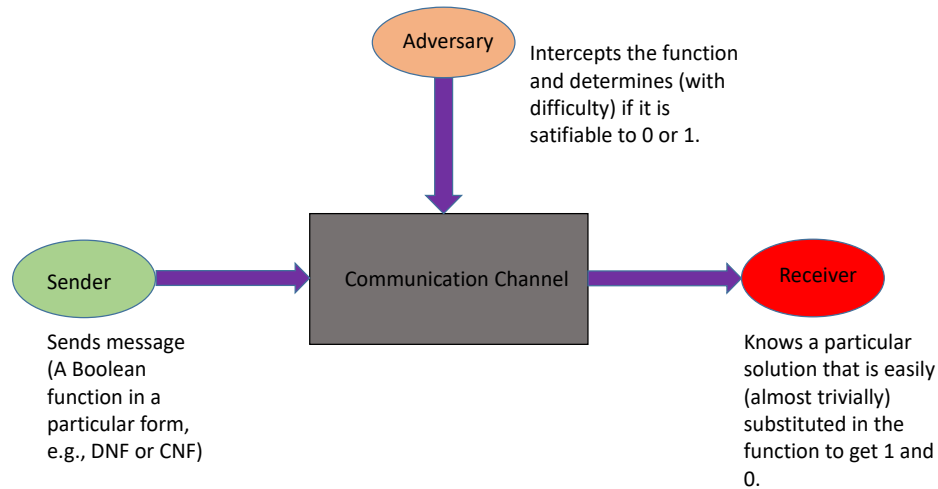 Adversary
Intercepts the function
and determines (with
difficulty) if it is
satifiable to 0 or 1.
Sender
Communication Channel
Receiver
Sends message
(A Boolean
function in a
particular form,
e.g., DNF or CNF)
Knows a particular
solution that is easily
(almost trivially)
substituted in the
function to get 1 and
0.